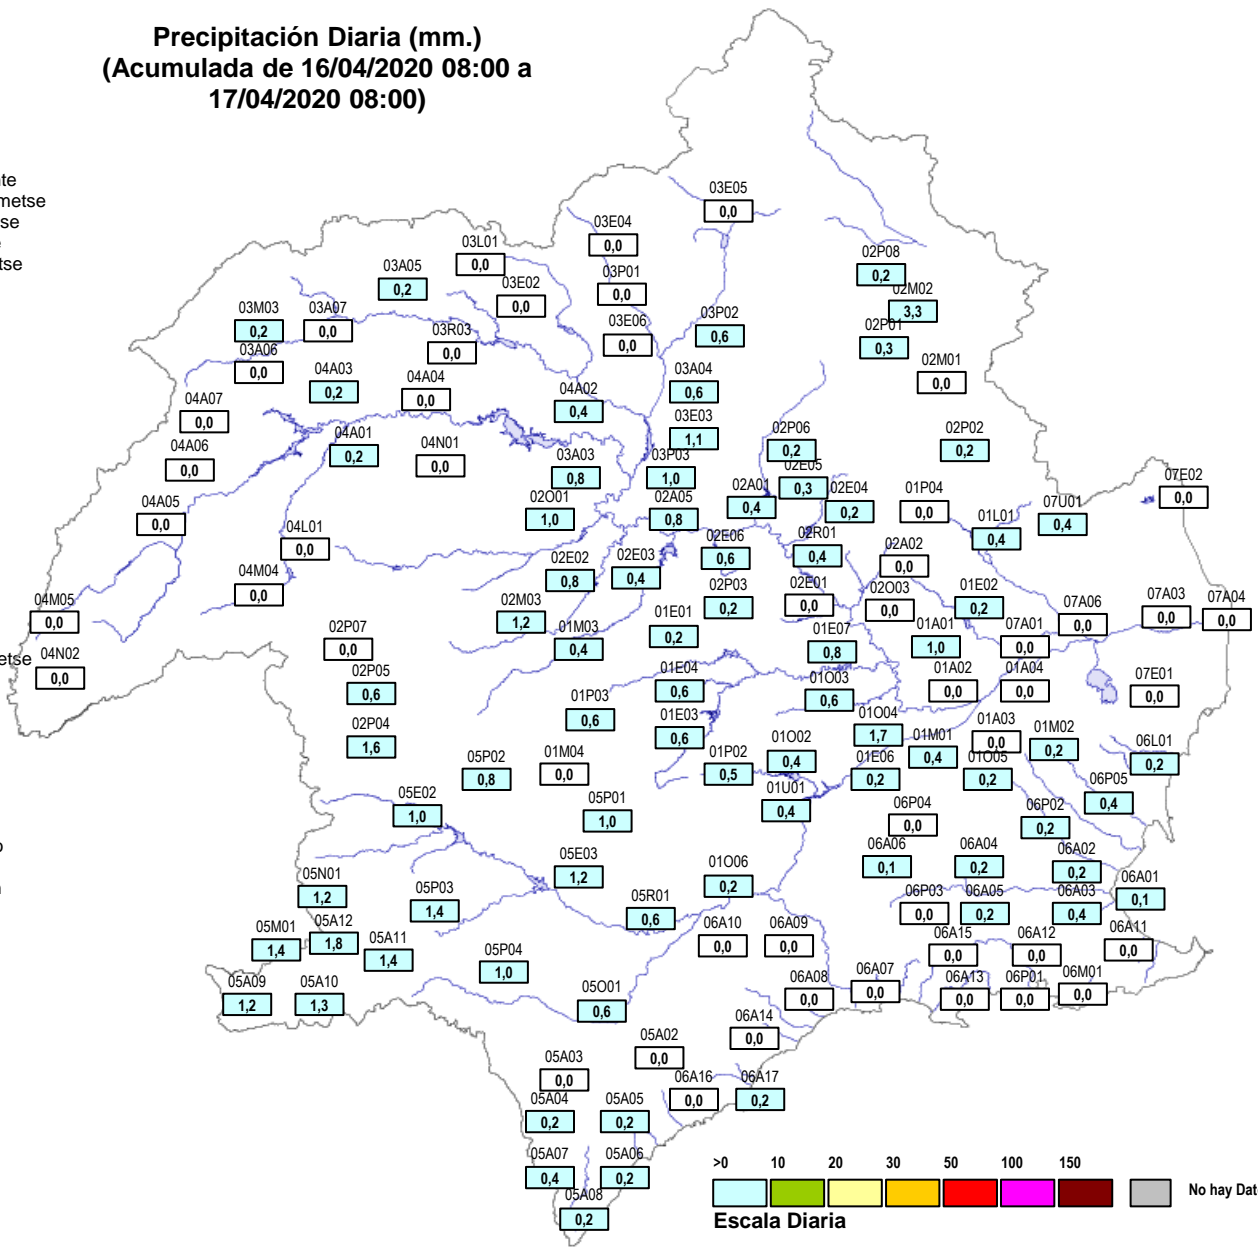 Precipitación Diaria (mm.)
(Acumulada de 16/04/2020 08:00 a
17/04/2020 08:00)
nte
metse
se
e
tse
03E05
0,0
03E04
0,0
03L01
0,0
02P08
0,2
03A05
0,2
03P01
0,0
03E02
0,0
02M02
3,3
03M03
0,2
03A07
0,0
03P02
0,6
03E06
0,0
03R03
0,0
02P01
0,3
03A06
0,0
02M01
0,0
04A03
0,2
04A04
0,0
03A04
0,6
04A02
0,4
04A07
0,0
03E03
1,1
04A01
0,2
04N01
0,0
02P06
0,2
02P02
0,2
04A06
0,0
03A03
0,8
03P03
1,0
02E05
0,3
07E02
0,0
02A01
0,4
02E04
0,2
01P04
0,0
04A05
0,0
02O01
1,0
02A05
0,8
01L01
0,4
07U01
0,4
04L01
0,0
02E06
0,6
02R01
0,4
02A02
0,0
02E02
0,8
02E03
0,4
04M04
0,0
02P03
0,2
02E01
0,0
02O03
0,0
01E02
0,2
07A03
0,0
07A04
0,0
04M05
0,0
02M03
1,2
01E01
0,2
07A06
0,0
01M03
0,4
02P07
0,0
01E07
0,8
01A01
1,0
07A01
0,0
etse
04N02
0,0
02P05
0,6
01E04
0,6
01O03
0,6
01A02
0,0
01A04
0,0
07E01
0,0
01P03
0,6
01E03
0,6
02P04
1,6
01O04
1,7
01A03
0,0
01M02
0,2
01O02
0,4
01M01
0,4
06L01
0,2
05P02
0,8
01M04
0,0
01P02
0,5
01E06
0,2
01O05
0,2
06P05
0,4
05E02
1,0
05P01
1,0
01U01
0,4
06P04
0,0
06P02
0,2
o
05E03
1,2
01O06
0,2
06A06
0,1
06A04
0,2
06A02
0,2
n
05N01
1,2
05P03
1,4
05R01
0,6
06P03
0,0
06A05
0,2
06A03
0,4
06A01
0,1
05M01
1,4
05A12
1,8
05A11
1,4
06A10
0,0
06A09
0,0
06A15
0,0
06A12
0,0
06A11
0,0
05P04
1,0
05A09
1,2
05A10
1,3
05O01
0,6
06A08
0,0
06A07
0,0
06A13
0,0
06P01
0,0
06M01
0,0
06A14
0,0
05A02
0,0
05A03
0,0
06A16
0,0
06A17
0,2
05A04
0,2
05A05
0,2
05A07
0,4
05A06
0,2
05A08
0,2
>0 10 20 30 50 100 150
No hay Dat
Escala Diaria